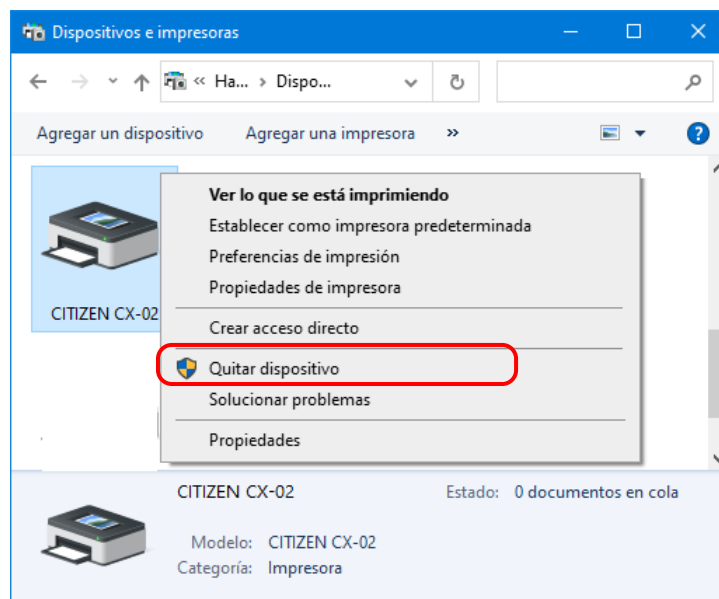 Dispositivos e impresoras
« Ha... › Dispo...
Agregar un dispositivo Agregar una impresora »
Ver lo que se está imprimiendo
Establecer como impresora predeterminada
Preferencias de impresión
Propiedades de impresora
CITIZEN CX-02
Crear acceso directo
Quitar dispositivo
Solucionar problemas
Propiedades
CITIZEN CX-02 Estado: 0 documentos en cola
Modelo: CITIZEN CX-02
Categoría: Impresora